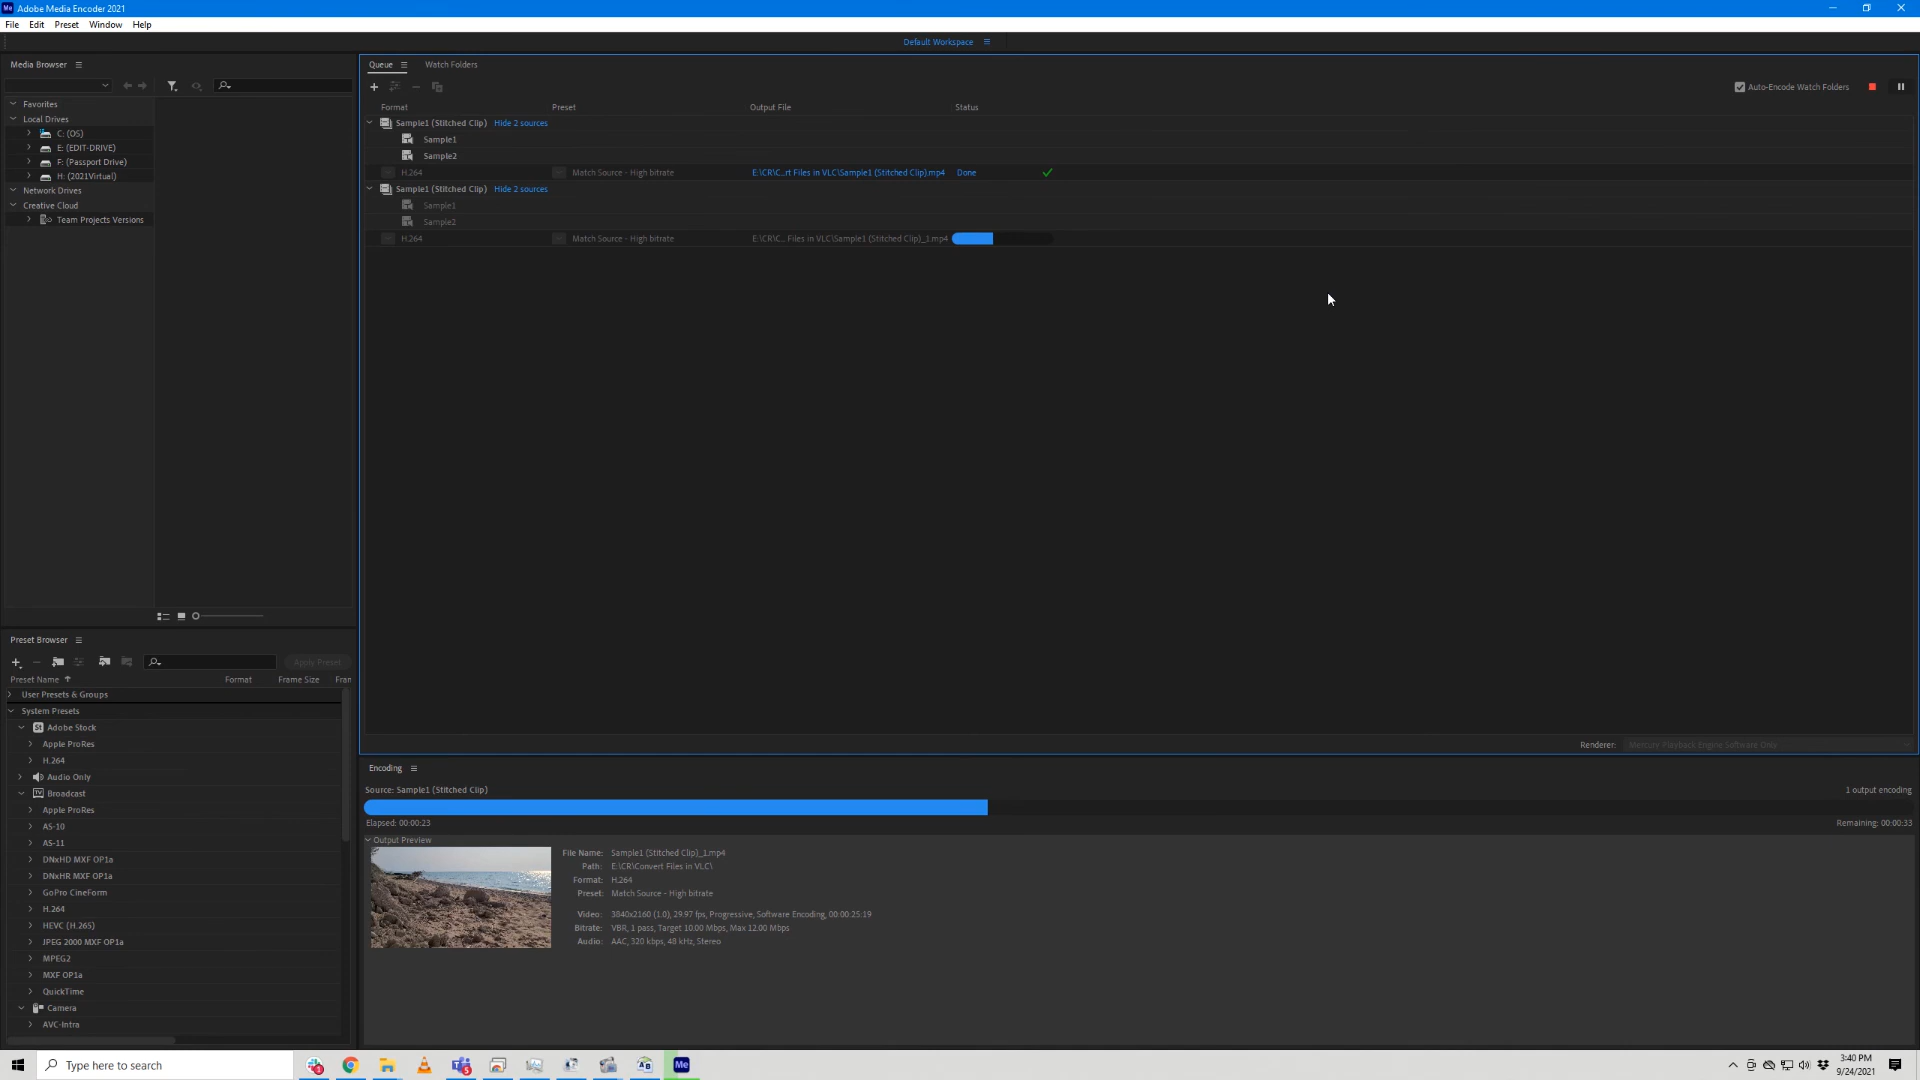 Adobe Media Encoder 2021
File Edit Preset Window Help
Default Workspace
Media Browser
Favorites
Local Drives
C: (OS)
E: (EDIT-DRIVE)
F: (Passport Drive)
H: (2021Virtual)
Network Drives
Creative Cloud
Team Projects Versions
Queue Watch Folders
Auto-Encode Watch Folders
Format Preset Output File Status
Sample1 (Stitched Clip) Hide 2 sources
Sample1
Sample2
H.264 Match Source - High bitrate E:\CR\C...rt Files in VLC\Sample1 (Stitched Clip).mp4 Done
Sample1 (Stitched Clip) Hide 2 sources
Sample1
Sample2
H.264 Match Source - High bitrate E:\CR\C... Files in VLC\Sample1 (Stitched Clip)_1.mp4
Renderer: Mercury Playback Engine Software Only
Preset Browser
Apply Preset
Preset Name Format Frame Size Fran
User Presets & Groups
System Presets
St Adobe Stock
Apple ProRes
H.264
Audio Only
TV Broadcast
Apple ProRes
AS-10
AS-11
DNxHD MXF OP1a
DNxHR MXF OP1a
GoPro CineForm
H.264
HEVC (H.265)
JPEG 2000 MXF OP1a
MPEG2
MXF OP1a
QuickTime
Camera
AVC-Intra
Encoding
Source: Sample1 (Stitched Clip) 1 output encoding
Elapsed: 00:00:23 Remaining: 00:00:33
Output Preview
File Name: Sample1 (Stitched Clip)_1.mp4
Path: E:\CR\Convert Files in VLC\
Format: H.264
Preset: Match Source - High bitrate
Video: 3840x2160 (1.0), 29.97 fps, Progressive, Software Encoding, 00:00:25:19
Bitrate: VBR, 1 pass, Target 10.00 Mbps, Max 12.00 Mbps
Audio: AAC, 320 kbps, 48 kHz, Stereo
Type here to search
Me
3:40 PM
9/24/2021